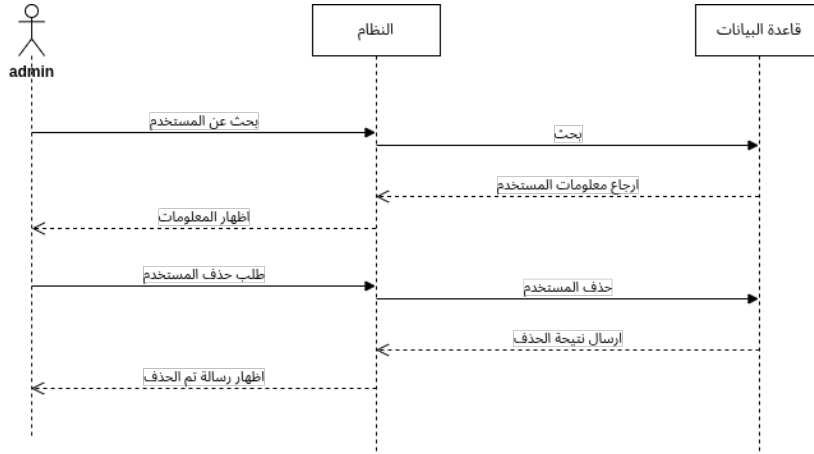 النظام
قاعدة البيانات
admin
بحث عن المستخدم
بحث
ارجاع معلومات المستخدم
اظهار المعلومات
طلب حذف المستخدم
حذف المستخدم
ارسال نتيجة الحذف
اظهار رسالة تم الحذف